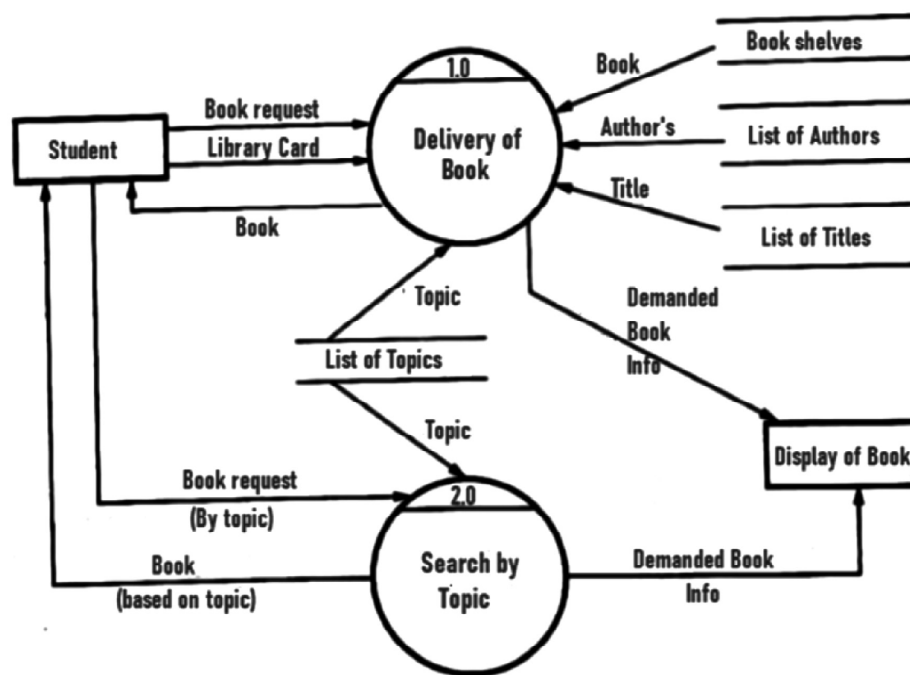 1.0
Delivery of
Book
Book shelves
Book
Student
Book request
Library Card
Author's
List of Authors
Title
List of Titles
Book
Topic
List of Topics
Topic
Demanded
Book
Info
Display of Book
Book request
(By topic)
2.0
Search by
Topic
Book
(based on topic)
Demanded Book
Info